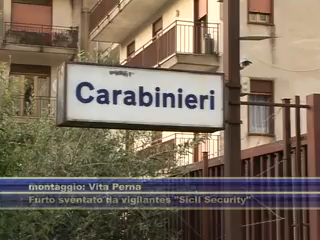 Carabinieri
montaggio: Vita Perna
Furto sventato da vigilantes "Sicil Security"